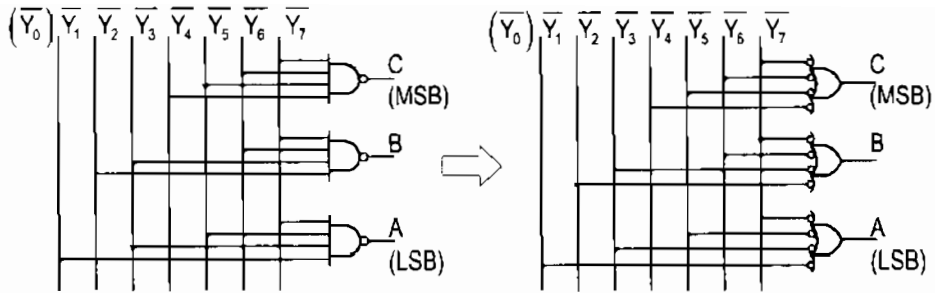 (Y̅₀) Y̅₁ Y̅₂ Y̅₃ Y̅₄ Y̅₅ Y̅₆ Y̅₇
C
(MSB)
B
A
(LSB)
(Y̅₀) Y̅₁ Y̅₂ Y̅₃ Y̅₄ Y̅₅ Y̅₆ Y̅₇
C
(MSB)
B
A
(LSB)